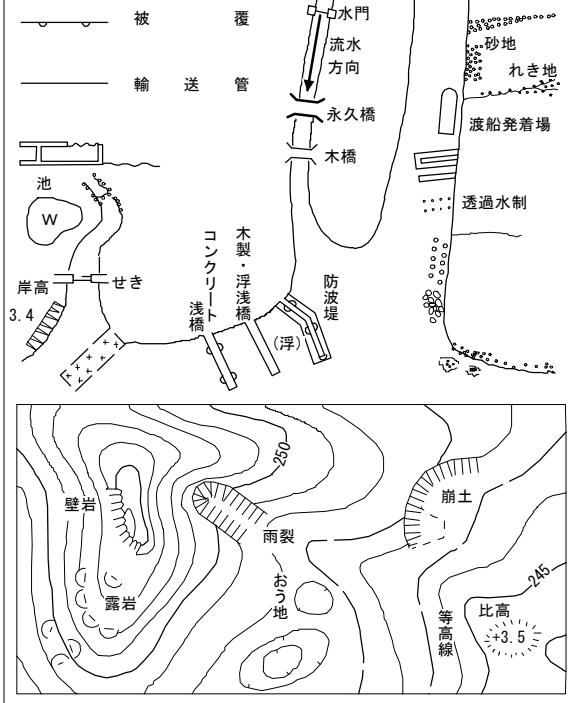 被覆
輸送管
水門
流水
方向
永久橋
木橋
砂地
れき地
渡船発着場
透過水制
池
W
岸高
3.4
せき
コンクリート
浅橋
木製・浮浅橋
防波堤
(浮)
250
壁岩
露岩
雨裂
おう地
崩土
等高線
245
比高
+3.5